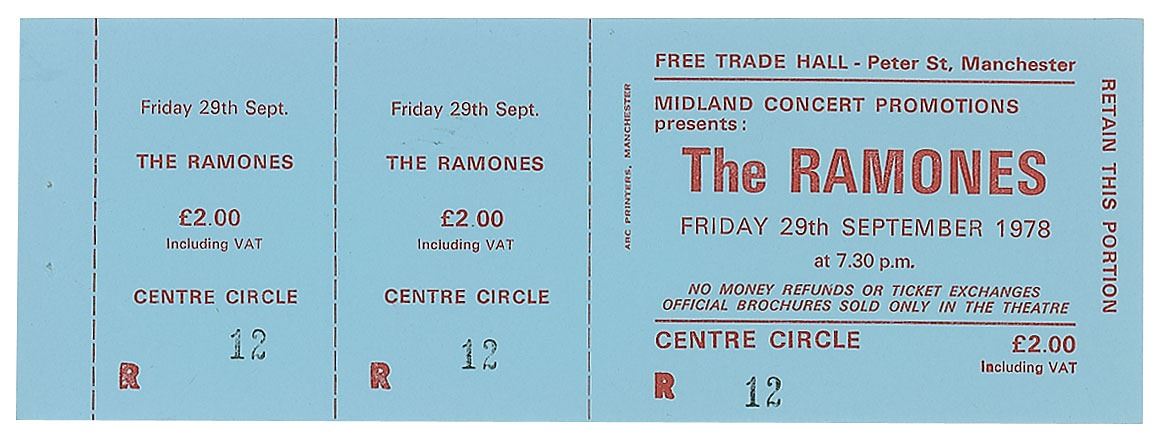 Friday 29th Sept.
THE RAMONES
£2.00
Including VAT
CENTRE CIRCLE
12
R
Friday 29th Sept.
THE RAMONES
£2.00
Including VAT
CENTRE CIRCLE
12
R
ARC PRINTERS, MANCHESTER
FREE TRADE HALL - Peter St, Manchester
MIDLAND CONCERT PROMOTIONS
presents:
The RAMONES
FRIDAY 29th SEPTEMBER 1978
at 7.30 p.m.
NO MONEY REFUNDS OR TICKET EXCHANGES
OFFICIAL BROCHURES SOLD ONLY IN THE THEATRE
CENTRE CIRCLE £2.00
Including VAT
R 12
RETAIN THIS PORTION